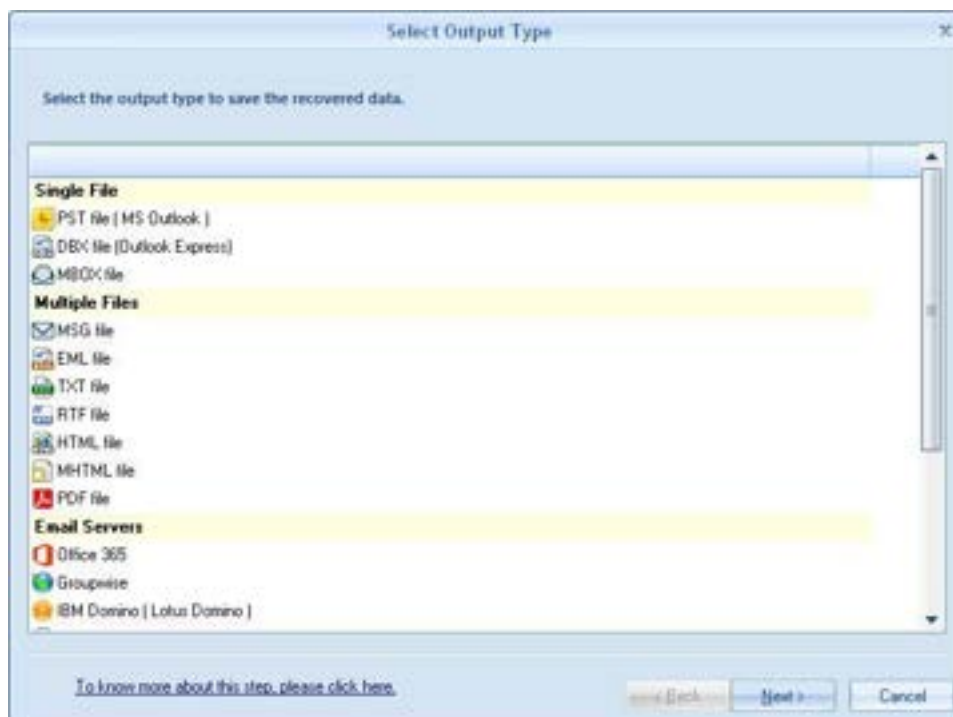 Select Output Type
Select the output type to save the recovered data.
Single File
PST file ( MS Outlook )
DBX file (Outlook Express)
MBOX file
Multiple Files
MSG file
EML file
TXT file
RTF file
HTML file
MHTML file
PDF file
Email Servers
Office 365
Groupwise
IBM Domino ( Lotus Domino )
To know more about this step, please click here.
< Back
Next >
Cancel